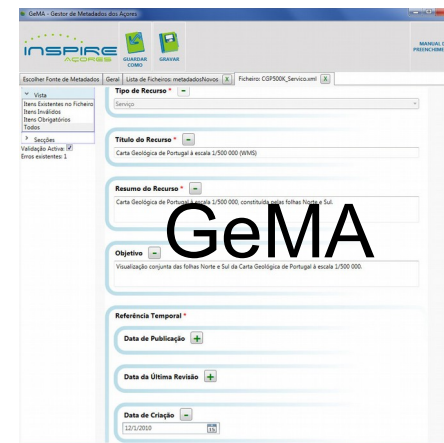 GeMA - Gestor de Metadados dos Açores
INSPIRE
AÇORES
GUARDAR COMO
GRAVAR
MANUAL
PREENCHIME
Escolher Fonte de Metadados
Geral
Lista de Ficheiros: metadadosNovos X
Ficheiro: CGP500K_Servico.xml X
Vista
Itens Existentes no Ficheiro
Itens Inválidos
Itens Obrigatórios
Todos
Secções
Validação Activa:
Erros existentes: 1
Tipo de Recurso * -
Serviço
Título do Recurso * -
Carta Geológica de Portugal à escala 1/500 000 (WMS)
Resumo do Recurso * -
Carta Geológica de Portugal à escala 1/500 000, constituída pelas folhas Norte e Sul.
GeMA
Objetivo -
Visualização conjunta das folhas Norte e Sul da Carta Geológica de Portugal à escala 1/500 000.
Referência Temporal *
Data de Publicação +
Data da Última Revisão +
Data de Criação -
12/1/2010
15